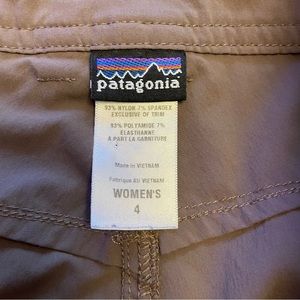 patagonia
93% NYLON 7% SPANDEX
EXCLUSIVE OF TRIM
93% POLYAMIDE 7%
ELASTHANNE
A PART LA GARNITURE
Made in VIETNAM
Fabriqué AU VIETNAM
WOMEN'S
4